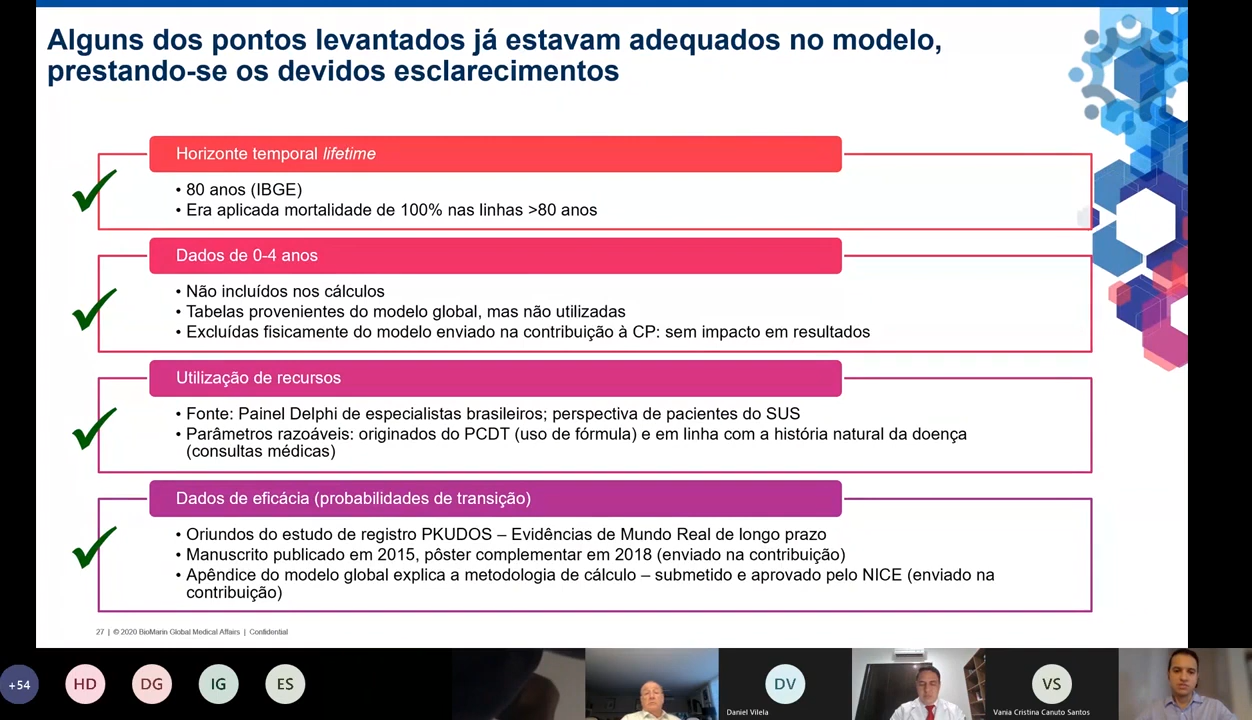 Alguns dos pontos levantados já estavam adequados no modelo,
prestando-se os devidos esclarecimentos
Horizonte temporal lifetime
• 80 anos (IBGE)
• Era aplicada mortalidade de 100% nas linhas >80 anos
Dados de 0-4 anos
• Não incluídos nos cálculos
• Tabelas provenientes do modelo global, mas não utilizadas
• Excluídas fisicamente do modelo enviado na contribuição à CP: sem impacto em resultados
Utilização de recursos
• Fonte: Painel Delphi de especialistas brasileiros; perspectiva de pacientes do SUS
• Parâmetros razoáveis: originados do PCDT (uso de fórmula) e em linha com a história natural da doença
(consultas médicas)
Dados de eficácia (probabilidades de transição)
• Oriundos do estudo de registro PKUDOS – Evidências de Mundo Real de longo prazo
• Manuscrito publicado em 2015, pôster complementar em 2018 (enviado na contribuição)
• Apêndice do modelo global explica a metodologia de cálculo – submetido e aprovado pelo NICE (enviado na
contribuição)
27 | © 2020 BioMarin Global Medical Affairs | Confidential
+54 HD DG IG ES DV VS
Daniel Vilela Vania Cristina Canuto Santos